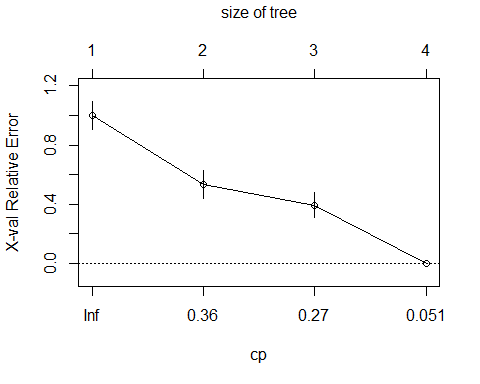 size of tree
1 2 3 4
X-val Relative Error
1.2
0.8
0.4
0.0
Inf 0.36 0.27 0.051
cp